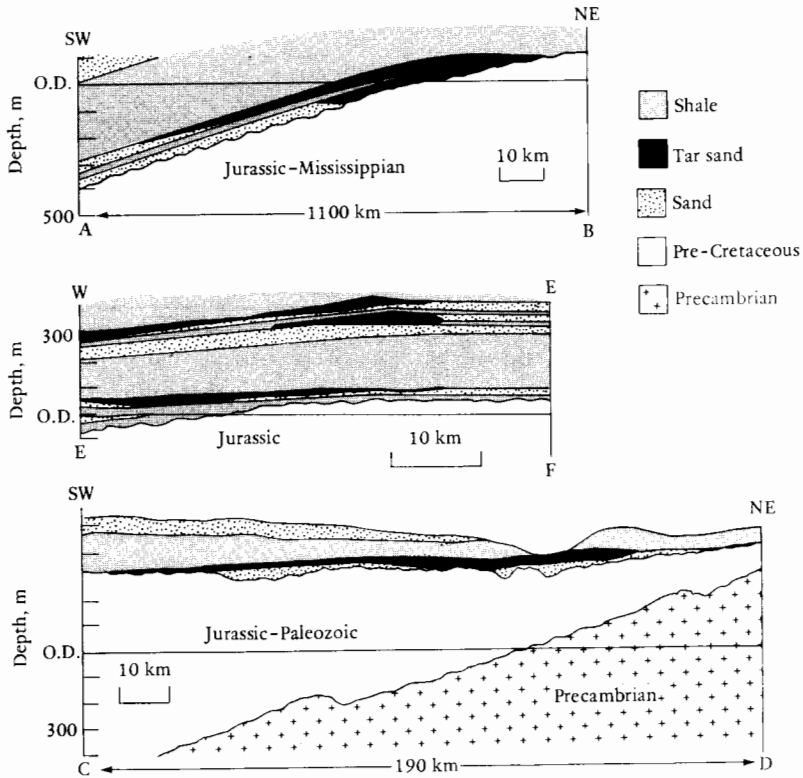 SW
NE
O.D.
Depth, m
Jurassic-Mississippian
10 km
500
1100 km
A
B
Shale
Tar sand
Sand
Pre-Cretaceous
Precambrian
W
E
300
Depth, m
O.D.
Jurassic
10 km
E
F
SW
NE
Depth, m
Jurassic-Paleozoic
O.D.
10 km
Precambrian
300
C
190 km
D